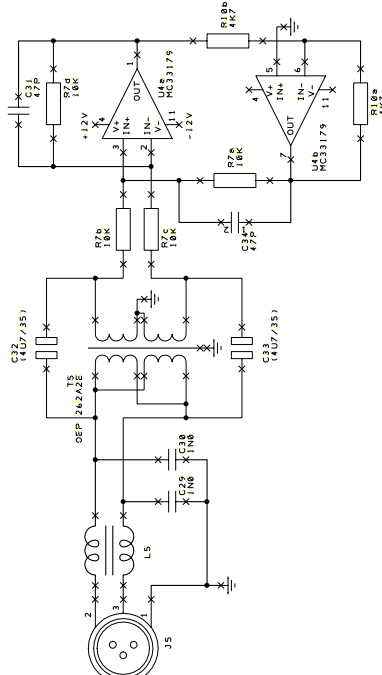 R10b
4K7
C31
47P
R7d
10K
1
OUT
U4a
MC33179
+12V
4
V+
IN+
IN-
V-
11
-12V
3
2
5
6
4
V+
IN+
IN-
V-
11
OUT
7
U4b
MC33179
R10a
R7a
10K
2
1
C34
47P
R7b
10K
R7c
10K
C32
(4U7/35)
C33
(4U7/35)
T5
OEP 262A2E
C30
1N0
C29
1N0
L5
2
3
1
J5